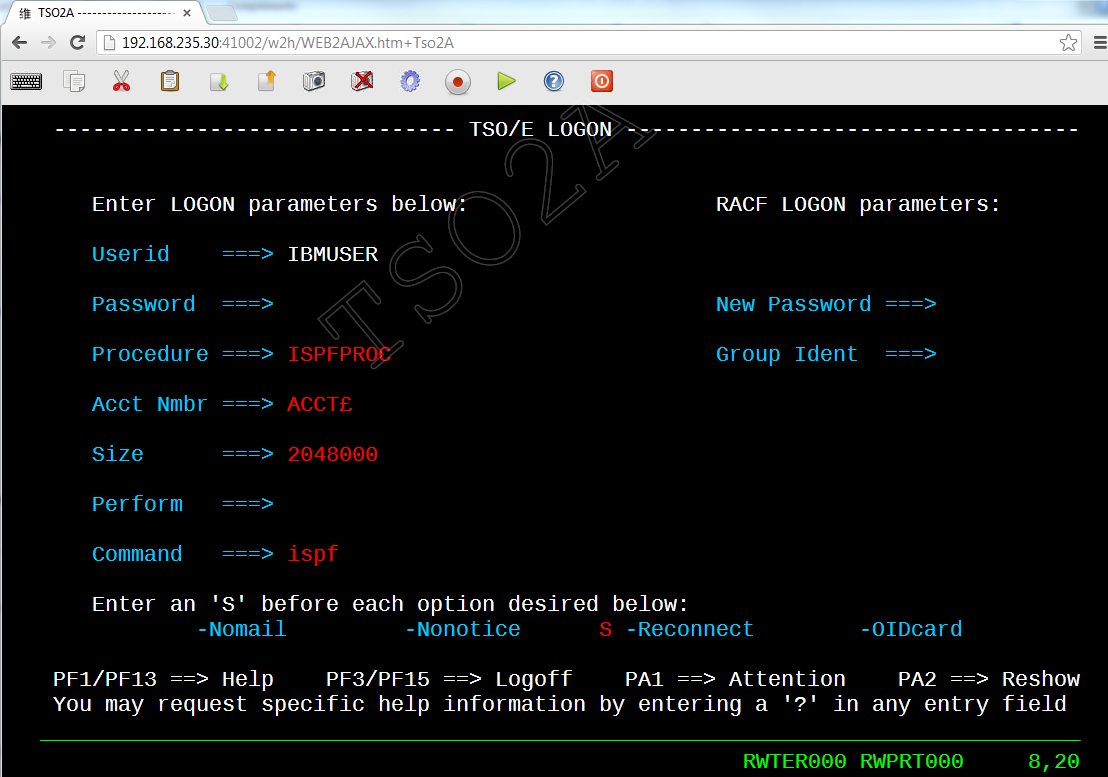 维 TSO2A --------------------
192.168.235.30:41002/w2h/WEB2AJAX.htm+Tso2A
------------------------------- TSO/E LOGON -----------------------------------
TSO2A
Enter LOGON parameters below: RACF LOGON parameters:
Userid ===> IBMUSER
Password ===> New Password ===>
Procedure ===> ISPFPROC Group Ident ===>
Acct Nmbr ===> ACCT£
Size ===> 2048000
Perform ===>
Command ===> ispf
Enter an 'S' before each option desired below:
-Nomail -Nonotice S -Reconnect -OIDcard
PF1/PF13 ==> Help PF3/PF15 ==> Logoff PA1 ==> Attention PA2 ==> Reshow
You may request specific help information by entering a '?' in any entry field
RWTER000 RWPRT000 8,20